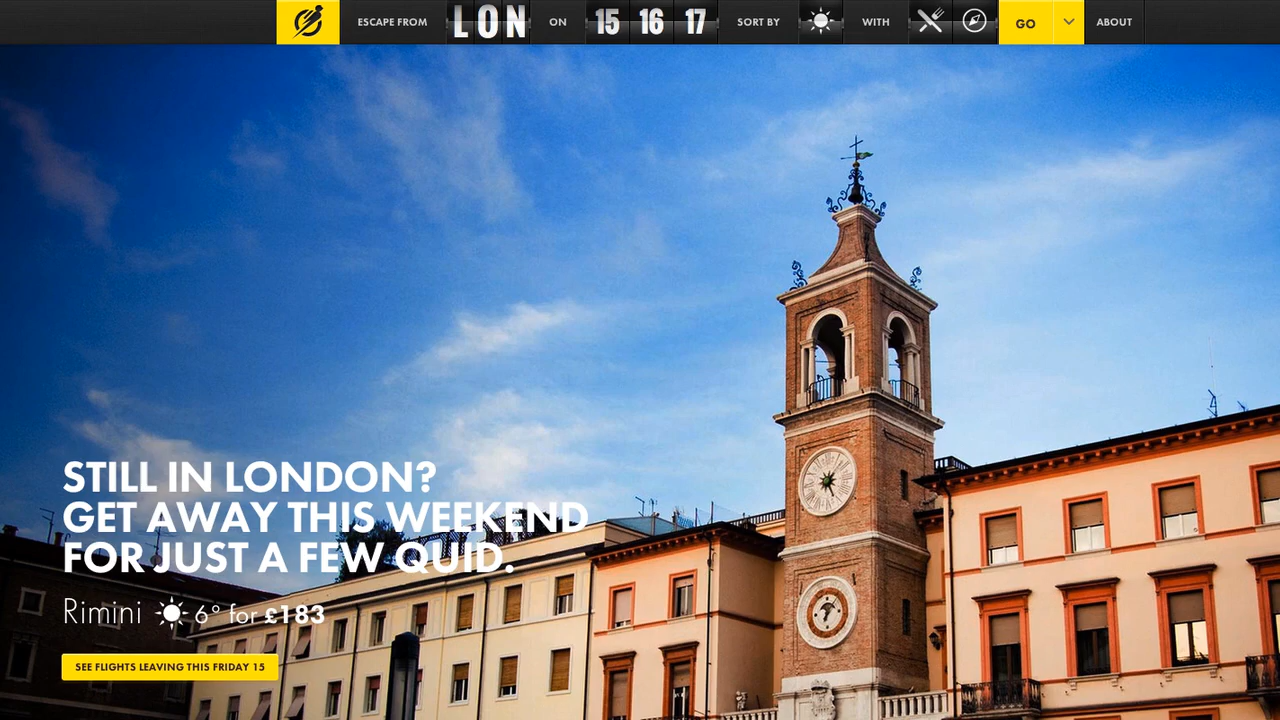 ESCAPE FROM LON ON 15 16 17 SORT BY WITH GO ABOUT
STILL IN LONDON?
GET AWAY THIS WEEKEND
FOR JUST A FEW QUID.
Rimini 6° for £183
SEE FLIGHTS LEAVING THIS FRIDAY 15